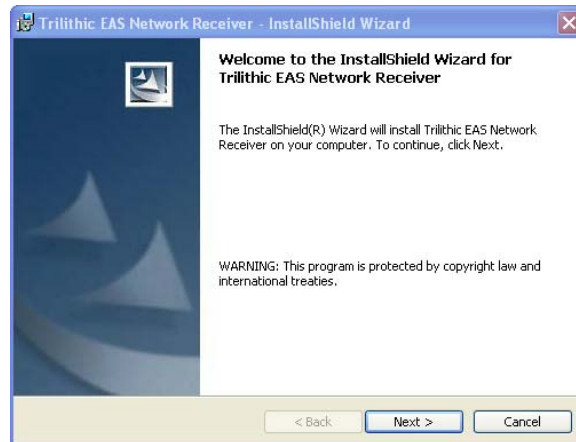 Trilithic EAS Network Receiver - InstallShield Wizard
Welcome to the InstallShield Wizard for
Trilithic EAS Network Receiver
The InstallShield(R) Wizard will install Trilithic EAS Network
Receiver on your computer. To continue, click Next.
WARNING: This program is protected by copyright law and
international treaties.
< Back
Next >
Cancel